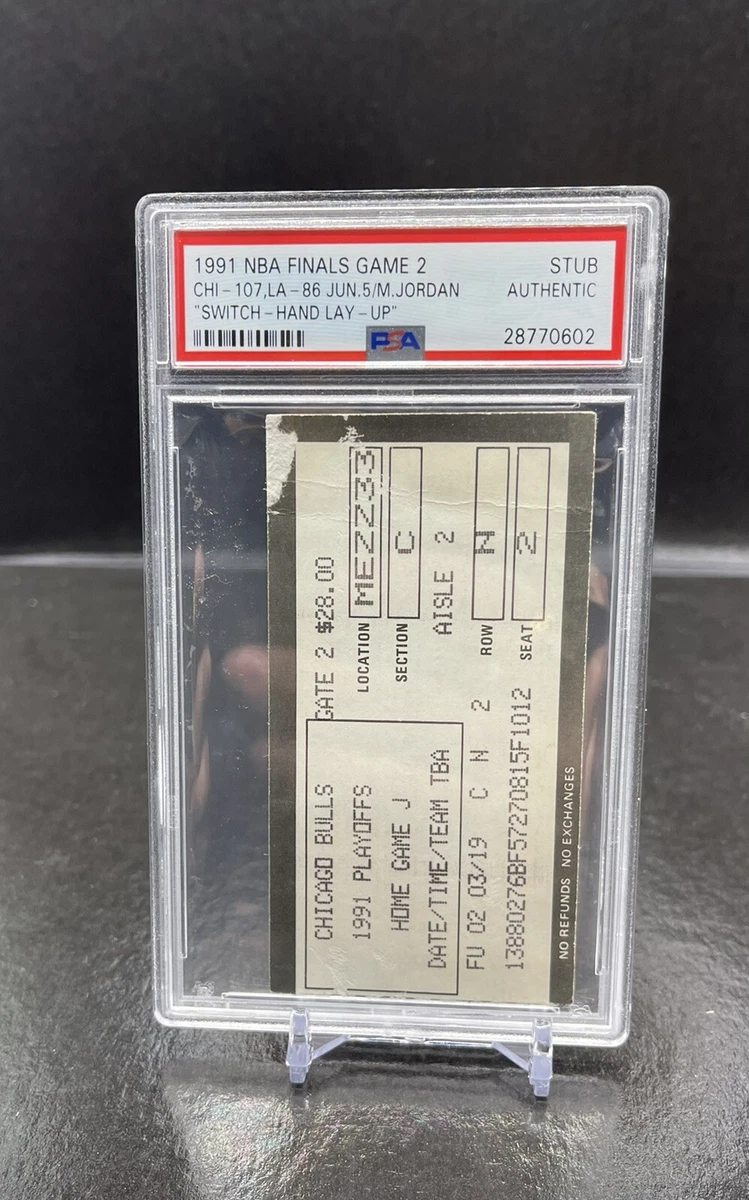 1991 NBA FINALS GAME 2 STUB
CHI-107,LA-86 JUN.5/M.JORDAN AUTHENTIC
"SWITCH-HAND LAY-UP"
PSA 28770602
GATE 2 $28.00
LOCATION MEZZ33
SECTION C
AISLE 2
ROW N
SEAT 2
CHICAGO BULLS
1991 PLAYOFFS
HOME GAME J
DATE/TIME/TEAM TBA
FU 02 03/19 C N 2
13880276BF57270815F1012
NO REFUNDS NO EXCHANGES